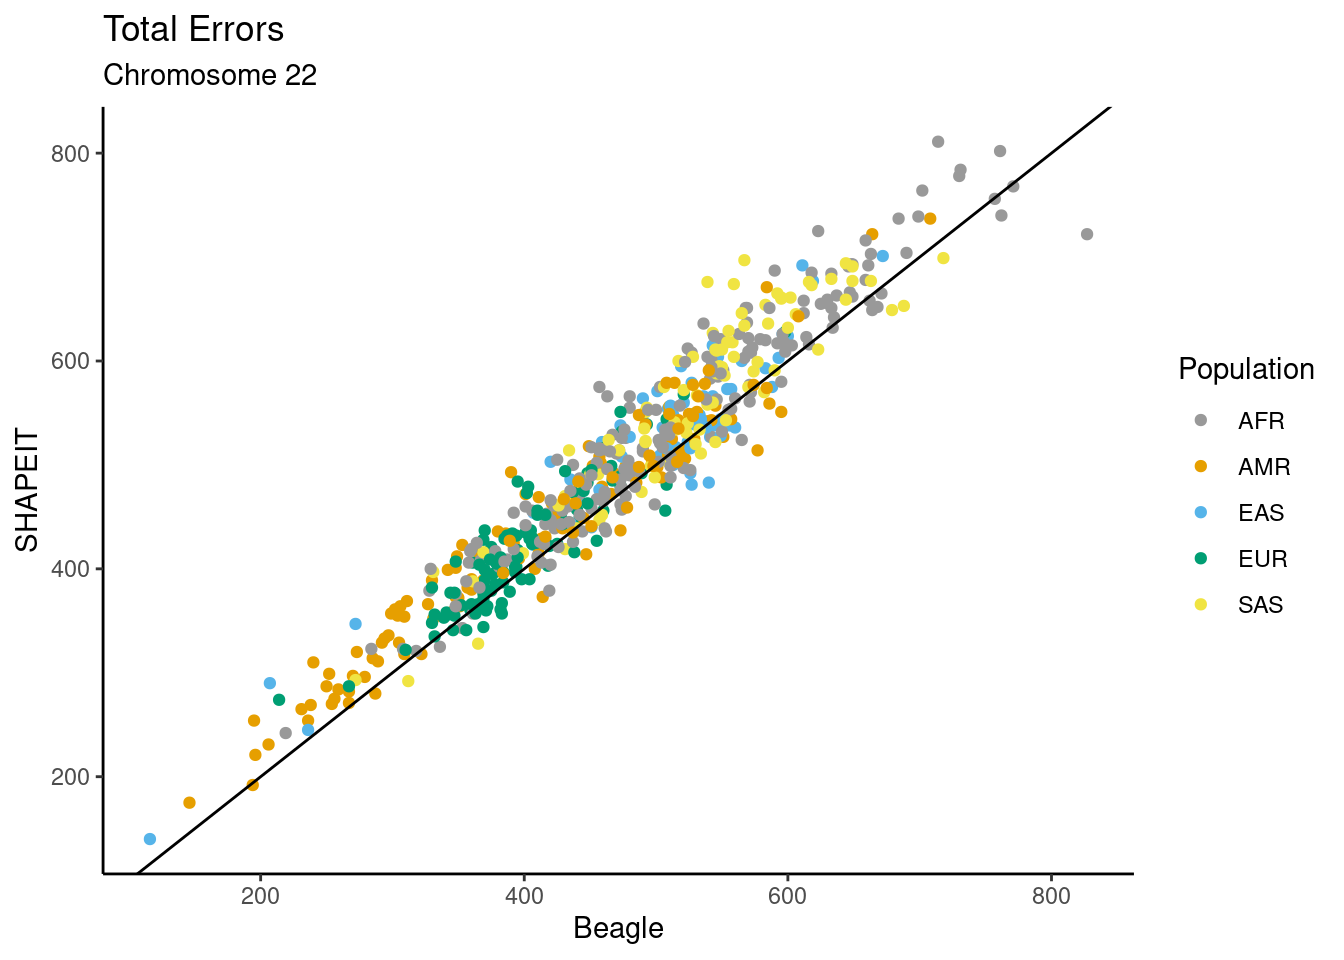 Total Errors
Chromosome 22
800
600
400
200
SHAPEIT
200 400 600 800
Beagle
Population
AFR
AMR
EAS
EUR
SAS